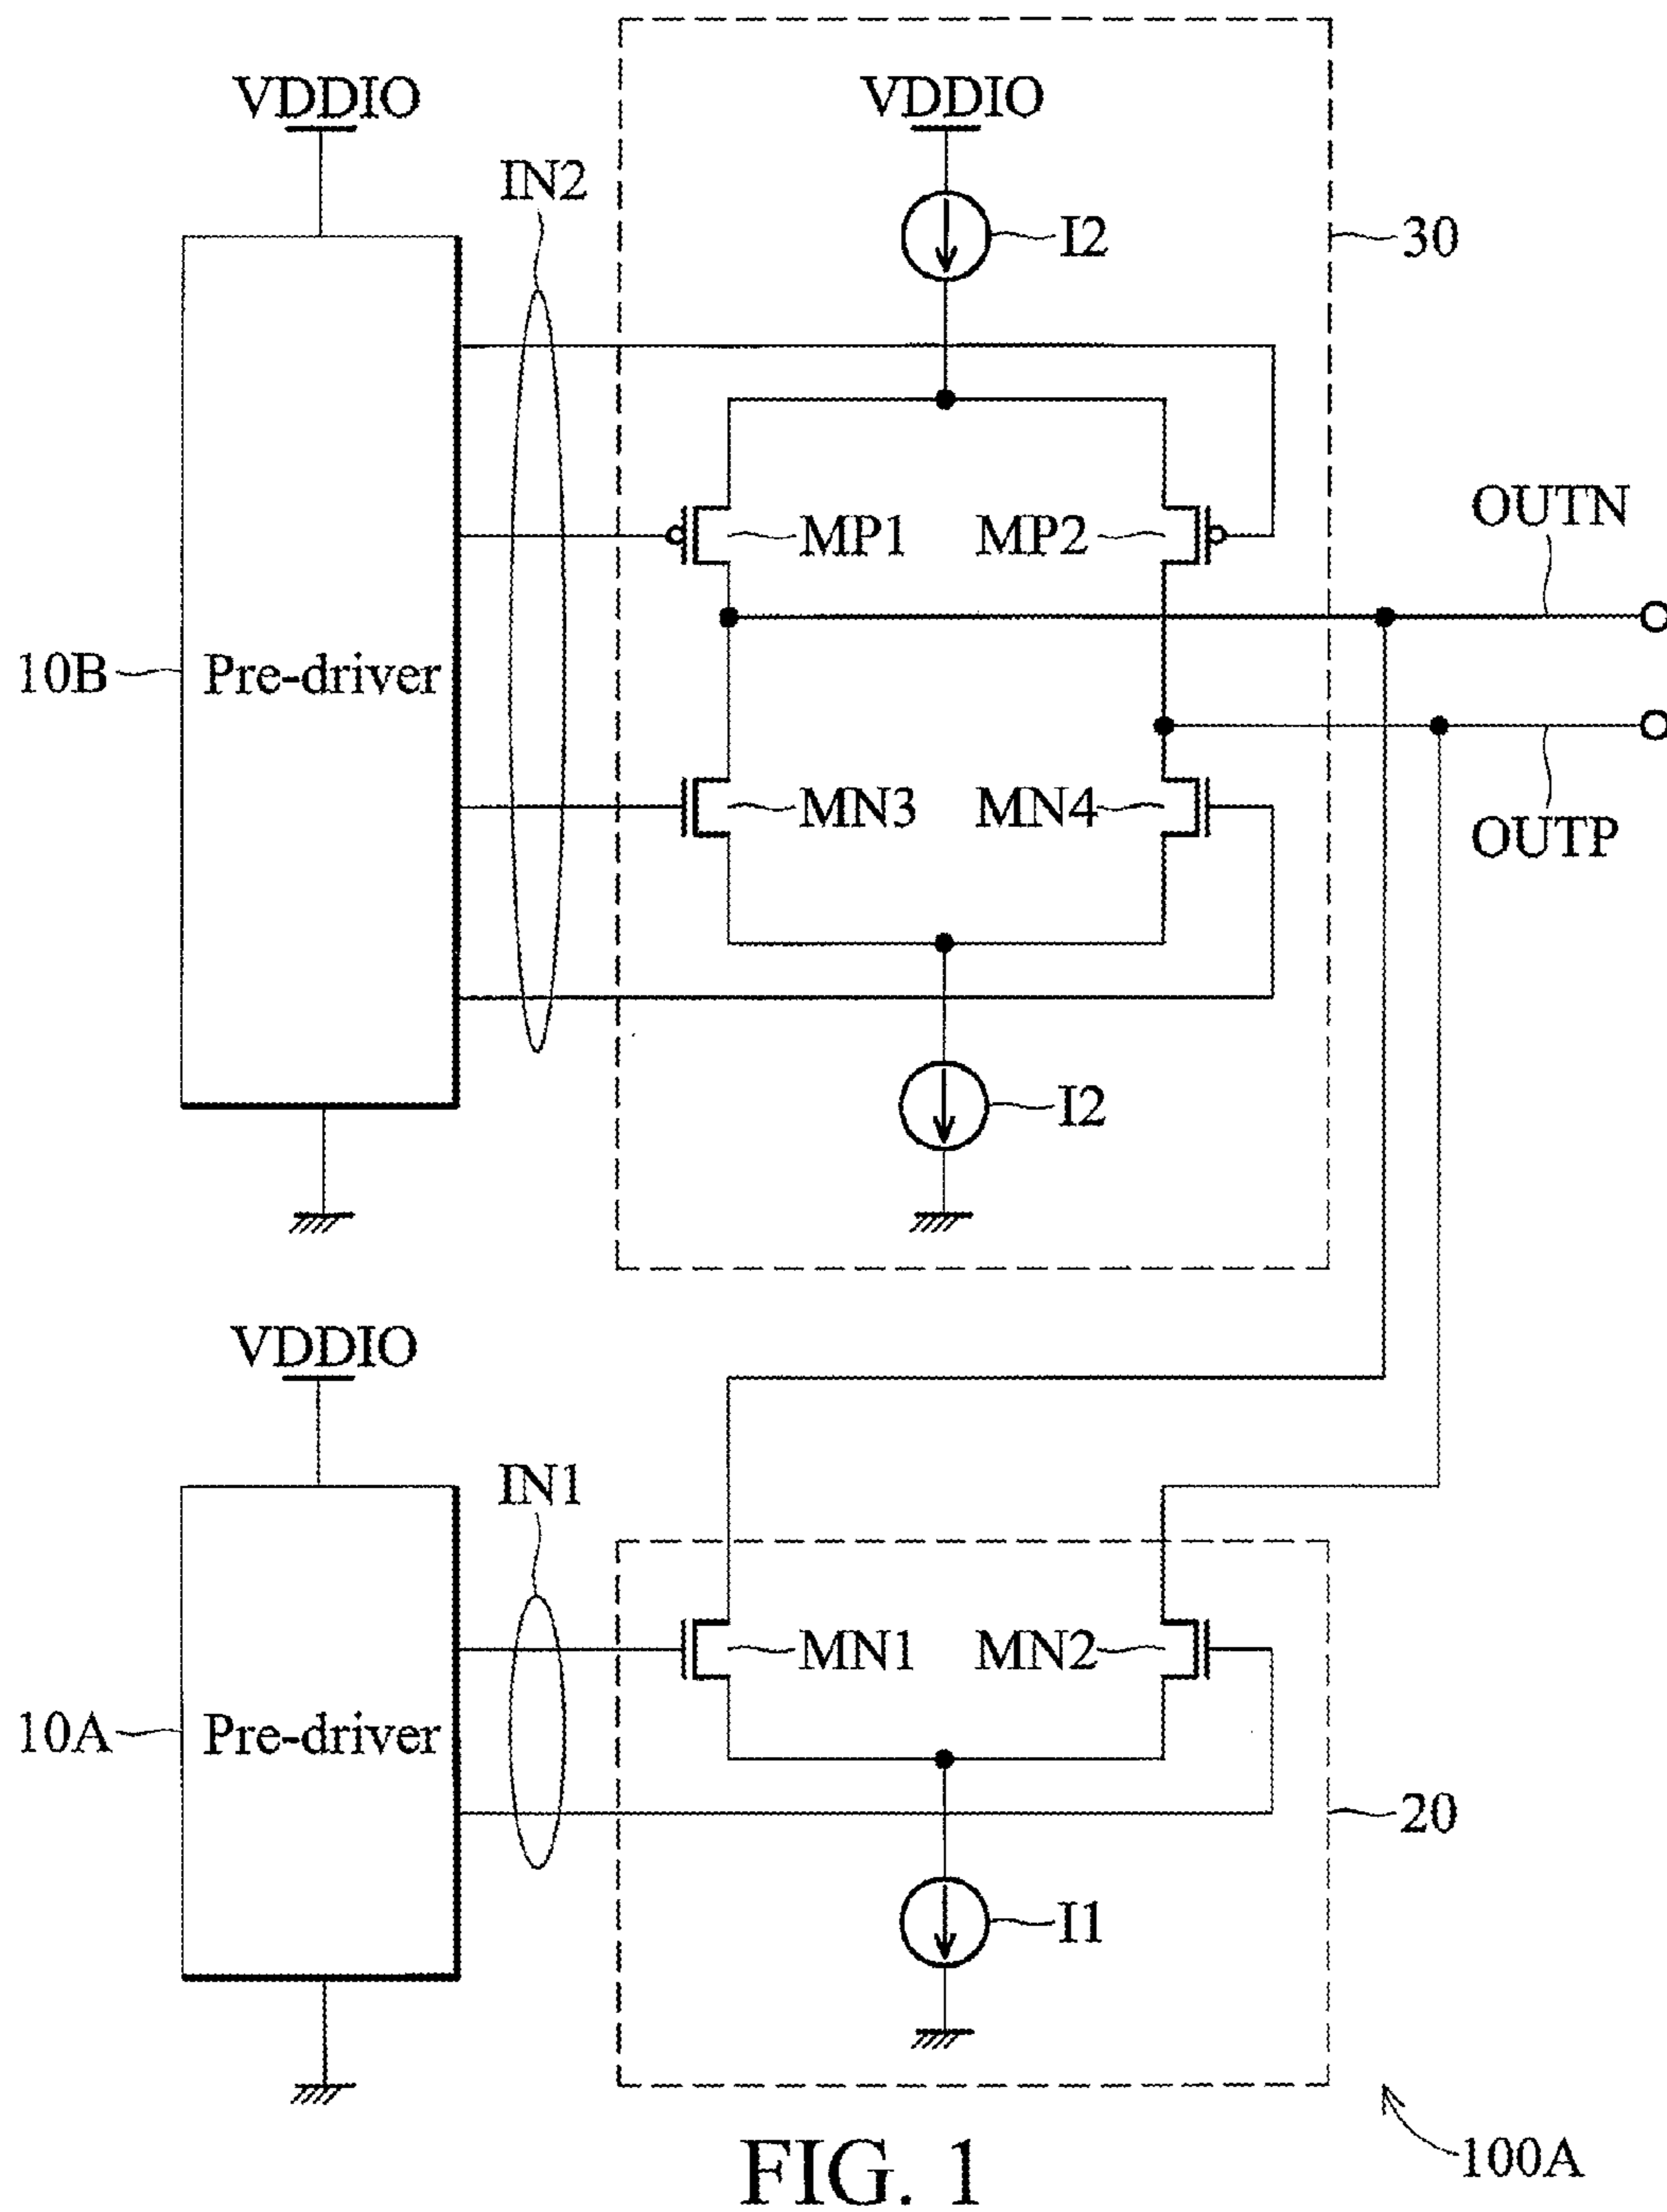 VDDIO
VDDIO
IN2
I2
30
OUTN
MP1
MP2
10B
Pre-driver
MN3
MN4
OUTP
I2
VDDIO
IN1
MN1
MN2
10A
Pre-driver
20
I1
100A
FIG. 1